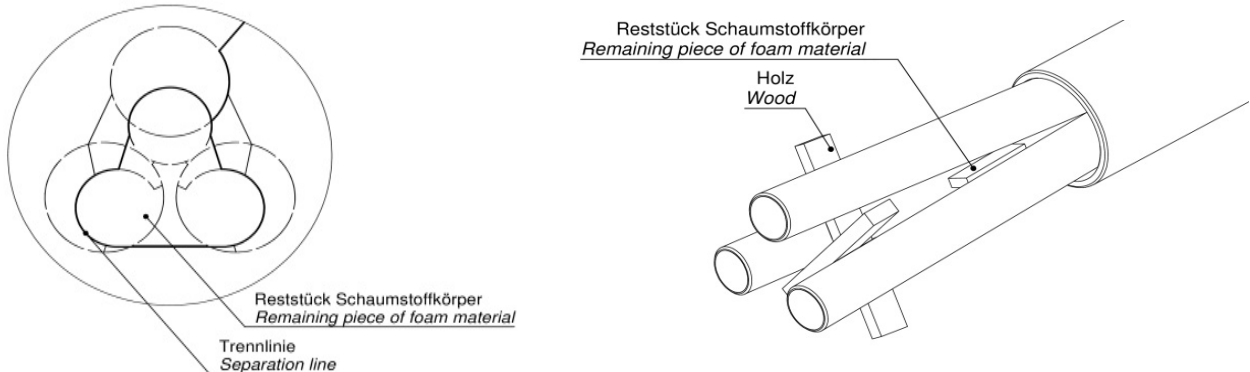 Reststück Schaumstoffkörper
Remaining piece of foam material
Trennlinie
Separation line
Reststück Schaumstoffkörper
Remaining piece of foam material
Holz
Wood